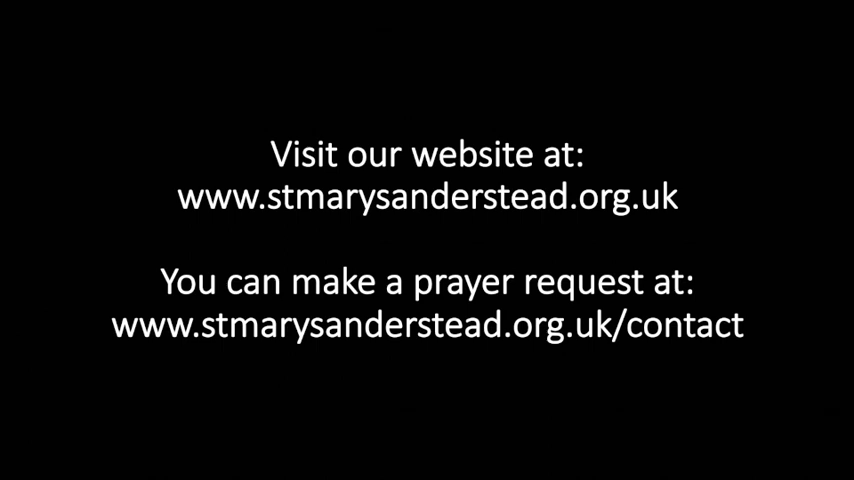 Visit our website at:
www.stmarysanderstead.org.uk
You can make a prayer request at:
www.stmarysanderstead.org.uk/contact